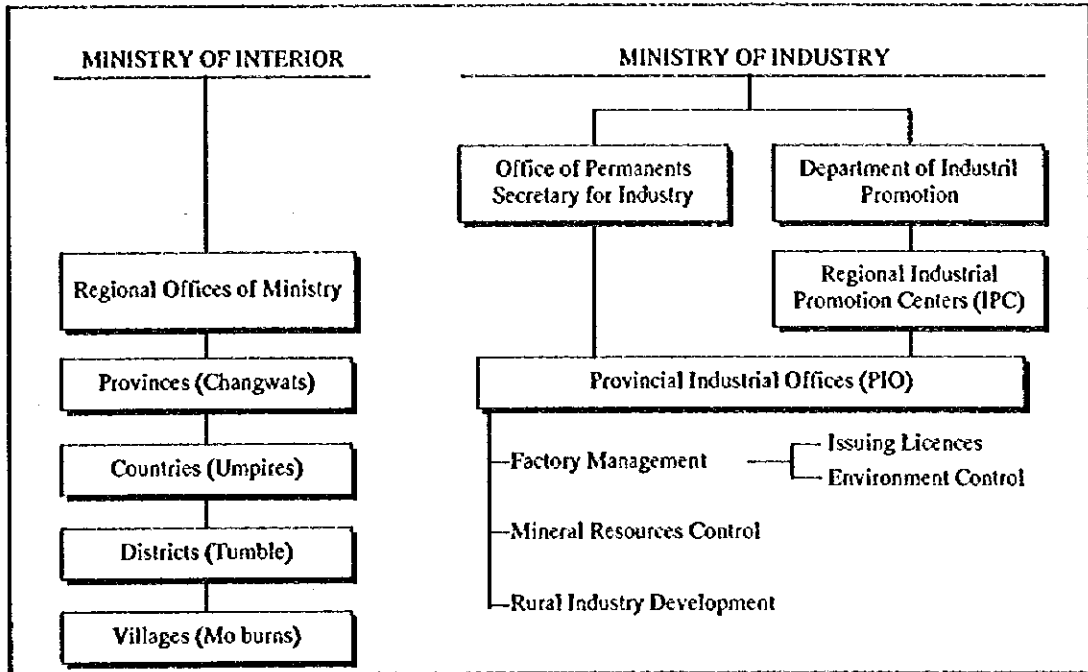 MINISTRY OF INTERIOR
Regional Offices of Ministry
Provinces (Changwats)
Countries (Umpires)
Districts (Tumble)
Villages (Mo burns)
MINISTRY OF INDUSTRY
Office of Permanents
Secretary for Industry
Department of Industril
Promotion
Regional Industrial
Promotion Centers (IPC)
Provincial Industrial Offices (PIO)
Factory Management
Issuing Licences
Environment Control
Mineral Resources Control
Rural Industry Development